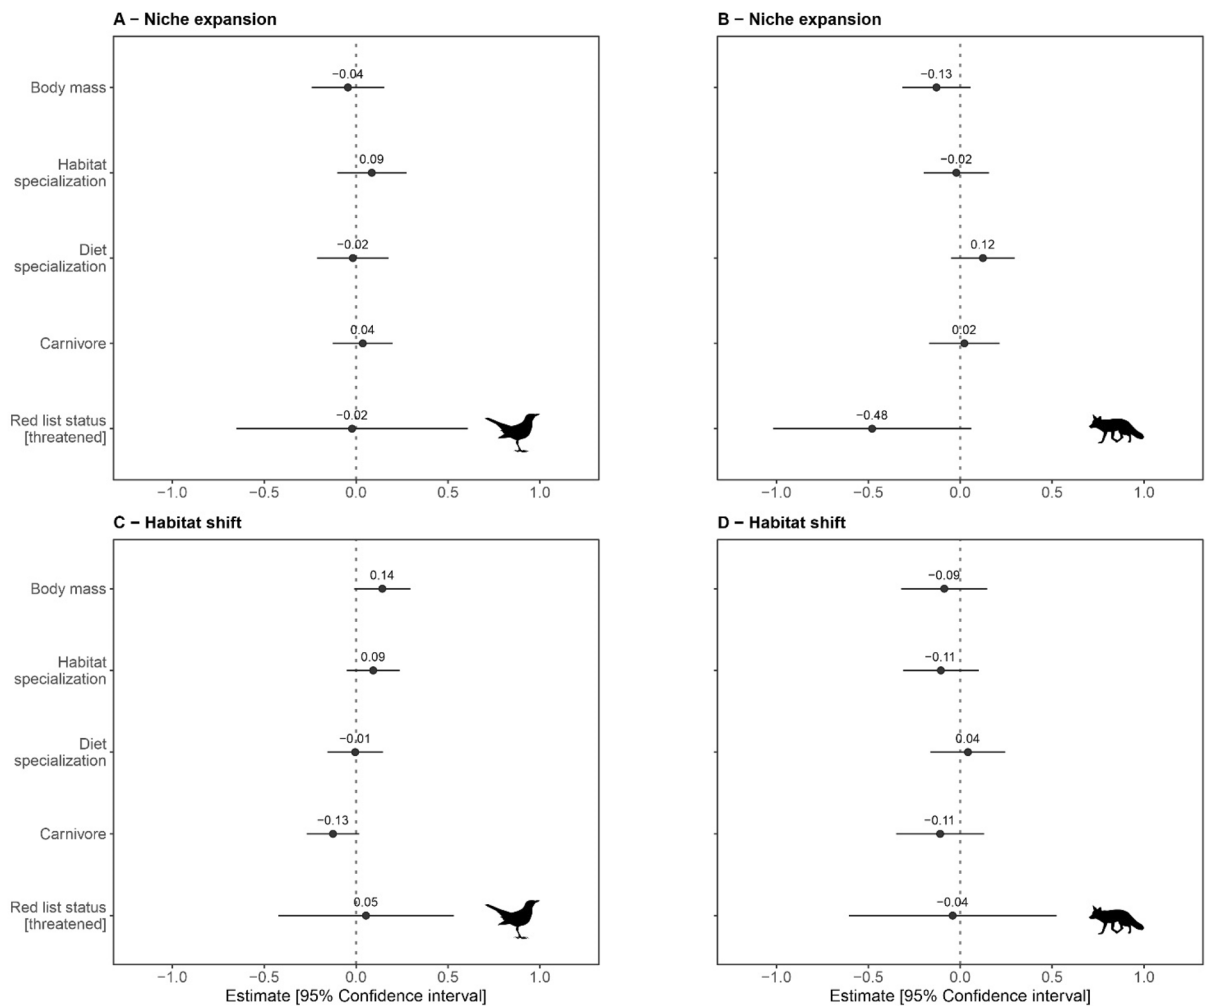 A − Niche expansion
Body mass
−0.04
Habitat
specialization
0.09
Diet
specialization
−0.02
Carnivore
0.04
Red list status
[threatened]
−0.02
−1.0 −0.5 0.0 0.5 1.0
B − Niche expansion
−0.13
−0.02
0.12
0.02
−0.48
−1.0 −0.5 0.0 0.5 1.0
C − Habitat shift
Body mass
0.14
Habitat
specialization
0.09
Diet
specialization
−0.01
Carnivore
−0.13
Red list status
[threatened]
0.05
−1.0 −0.5 0.0 0.5 1.0
Estimate [95% Confidence interval]
D − Habitat shift
−0.09
−0.11
0.04
−0.11
−0.04
−1.0 −0.5 0.0 0.5 1.0
Estimate [95% Confidence interval]